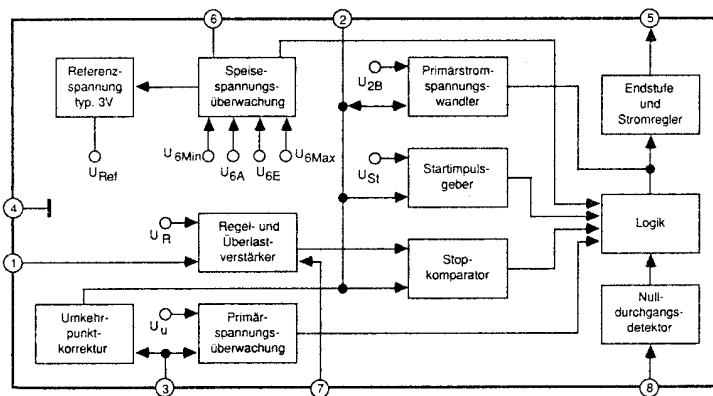 6
2
5
Referenz-
spannung
typ. 3V
Speise-
spannungs-
überwachung
U2B
Primärstrom-
spannungs-
wandler
Endstufe
und
Stromregler
URef
U6Min
U6A
U6E
U6Max
USt
Startimpuls-
geber
4
UR
Regel- und
Überlast-
verstärker
Logik
1
Stop-
komparator
Umkehr-
punkt-
korrektur
Uu
Primär-
spannungs-
überwachung
Null-
durchgangs-
detektor
3
7
8